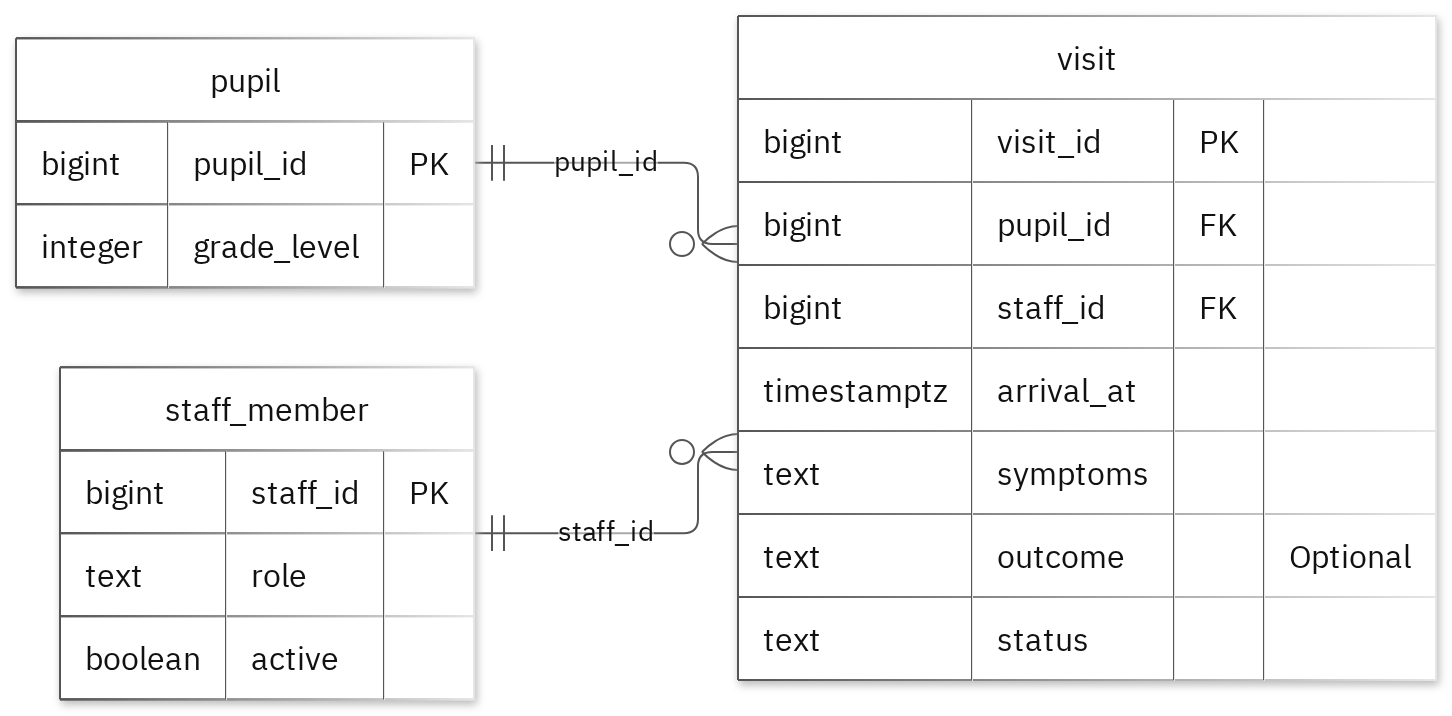 pupil
bigint pupil_id PK
integer grade_level
pupil_id
staff_member
bigint staff_id PK
text role
boolean active
staff_id
visit
bigint visit_id PK
bigint pupil_id FK
bigint staff_id FK
timestamptz arrival_at
text symptoms
text outcome Optional
text status